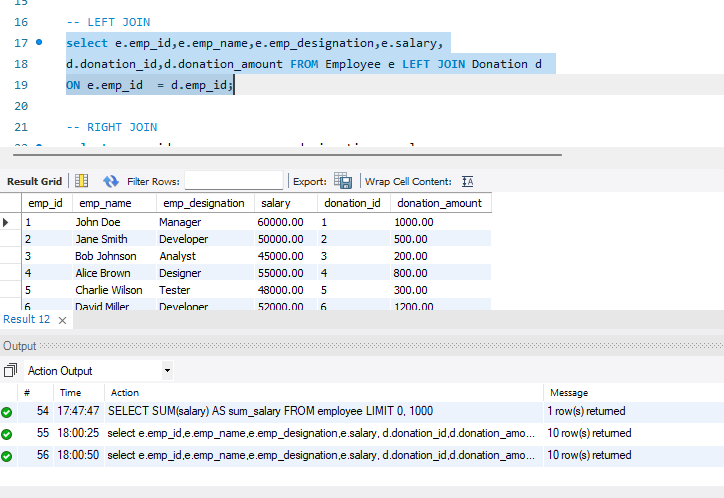 16 -- LEFT JOIN
17 select e.emp_id,e.emp_name,e.emp_designation,e.salary,
18 d.donation_id,d.donation_amount FROM Employee e LEFT JOIN Donation d
19 ON e.emp_id  = d.emp_id;
20
21 -- RIGHT JOIN
Result Grid Filter Rows: Export: Wrap Cell Content:
emp_id emp_name emp_designation salary donation_id donation_amount
1 John Doe Manager 60000.00 1 1000.00
2 Jane Smith Developer 50000.00 2 500.00
3 Bob Johnson Analyst 45000.00 3 200.00
4 Alice Brown Designer 55000.00 4 800.00
5 Charlie Wilson Tester 48000.00 5 300.00
6 David Miller Developer 52000.00 6 1200.00
Result 12
Output
Action Output
# Time Action Message
54 17:47:47 SELECT SUM(salary) AS sum_salary FROM employee LIMIT 0, 1000 1 row(s) returned
55 18:00:25 select e.emp_id,e.emp_name,e.emp_designation,e.salary, d.donation_id,d.donation_amo... 10 row(s) returned
56 18:00:50 select e.emp_id,e.emp_name,e.emp_designation,e.salary, d.donation_id,d.donation_amo... 10 row(s) returned